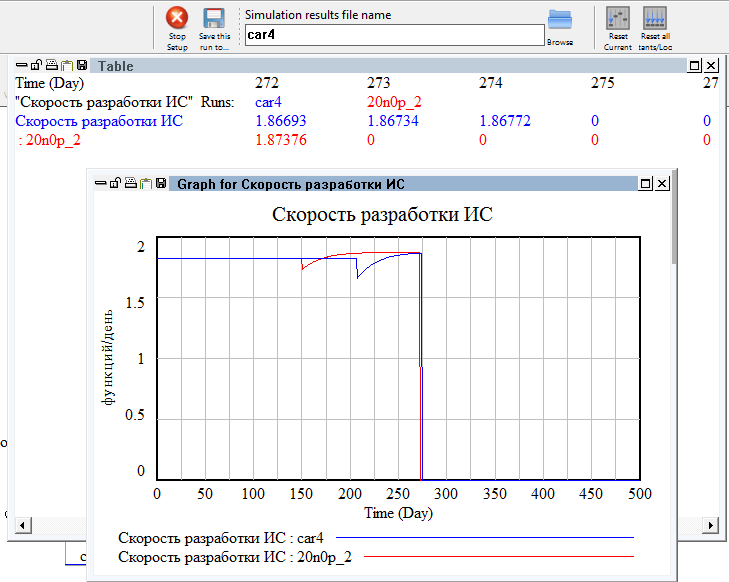 Simulation results file name
car4
Stop Setup
Save this run to...
Browse
Reset Current
Reset all
tants/Loc
Table
Time (Day) 272 273 274 275 27
"Скорость разработки ИС" Runs: car4 20n0p_2
Скорость разработки ИС 1.86693 1.86734 1.86772 0 0
: 20n0p_2 1.87376 0 0 0 0
Graph for Скорость разработки ИС
Скорость разработки ИС
2
1.5
1
0.5
0
функций/день
0 50 100 150 200 250 300 350 400 450 500
Time (Day)
Скорость разработки ИС : car4
Скорость разработки ИС : 20n0p_2